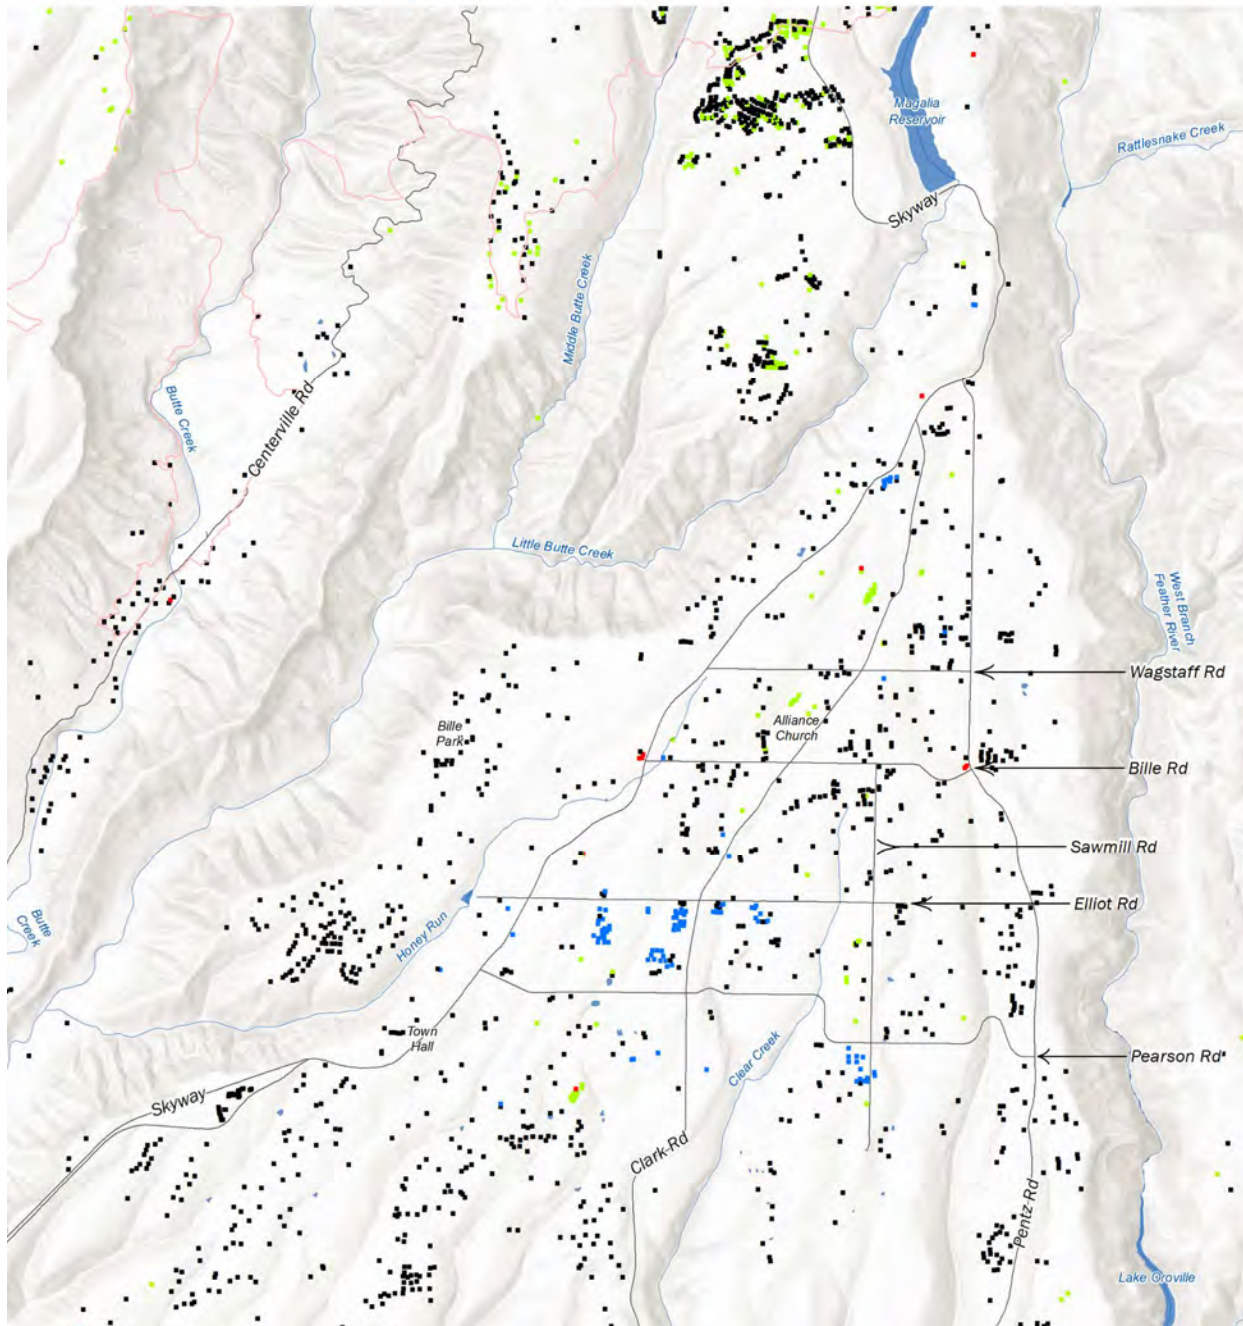 Magalia
Reservoir
Rattlesnake Creek
Skyway
Middle Butte Creek
Butte Creek
Centerville Rd
Little Butte Creek
West Branch
Feather River
Wagstaff Rd
Bille
Park
Alliance
Church
Bille Rd
Sawmill Rd
Elliot Rd
Butte
Creek
Honey Run
Town
Hall
Clear Creek
Pearson Rd
Skyway
Clark Rd
Pentz Rd
Lake Oroville